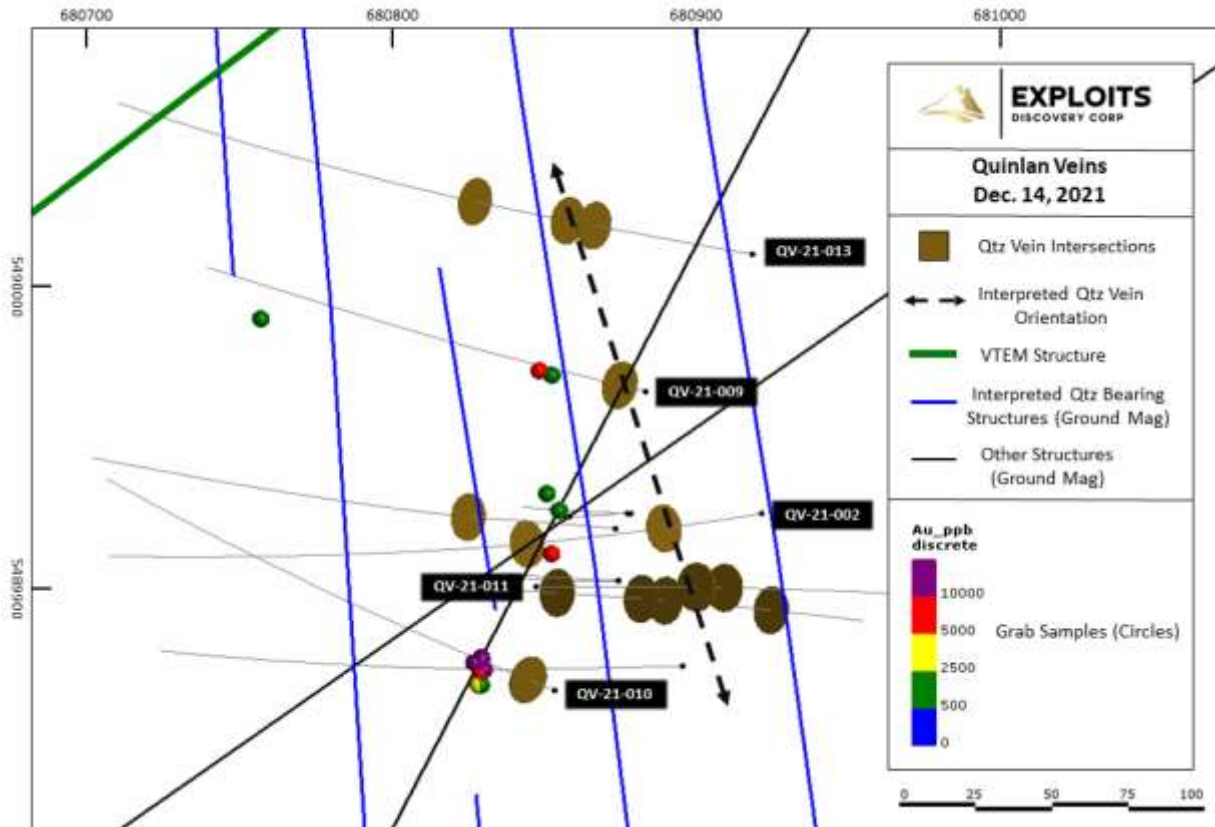 680700
680800
680900
681000
EXPLOITS
DISCOVERY CORP
Quinlan Veins
Dec. 14, 2021
Qtz Vein Intersections
Interpreted Qtz Vein
Orientation
VTEM Structure
Interpreted Qtz Bearing
Structures (Ground Mag)
Other Structures
(Ground Mag)
Au_ppb
discrete
10000
5000
2500
500
0
Grab Samples (Circles)
0
25
50
75
100
5490000
5489900
QV-21-013
QV-21-009
QV-21-002
QV-21-011
QV-21-010